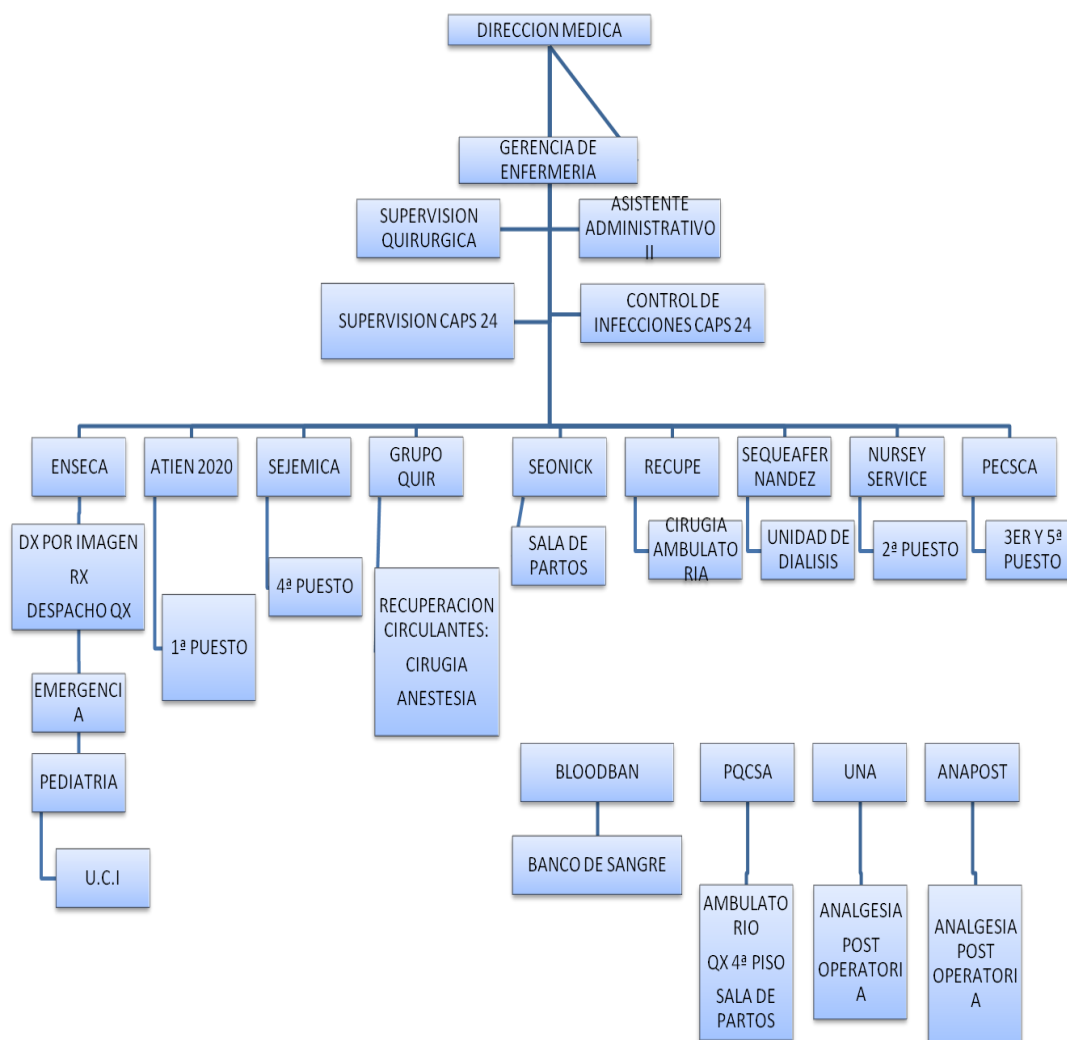 DIRECCION MEDICA
GERENCIA DE
ENFERMERIA
SUPERVISION
QUIRURGICA
ASISTENTE
ADMINISTRATIVO
II
SUPERVISION CAPS 24
CONTROL DE
INFECCIONES CAPS 24
ENSECA
ATIEN 2020
SEJEMICA
GRUPO
QUIR
SEONICK
RECUPE
SEQUEAFER
NANDEZ
NURSEY
SERVICE
PECSCA
DX POR IMAGEN
RX
DESPACHO QX
1ª PUESTO
4ª PUESTO
RECUPERACION
CIRCULANTES:
CIRUGIA
ANESTESIA
SALA DE
PARTOS
CIRUGIA
AMBULATO
RIA
UNIDAD DE
DIALISIS
2ª PUESTO
3ER Y 5ª
PUESTO
EMERGENCI
A
PEDIATRIA
U.C.I
BLOODBAN
PQCSA
UNA
ANAPOST
BANCO DE SANGRE
AMBULATO
RIO
QX 4ª PISO
SALA DE
PARTOS
ANALGESIA
POST
OPERATORI
A
ANALGESIA
POST
OPERATORI
A